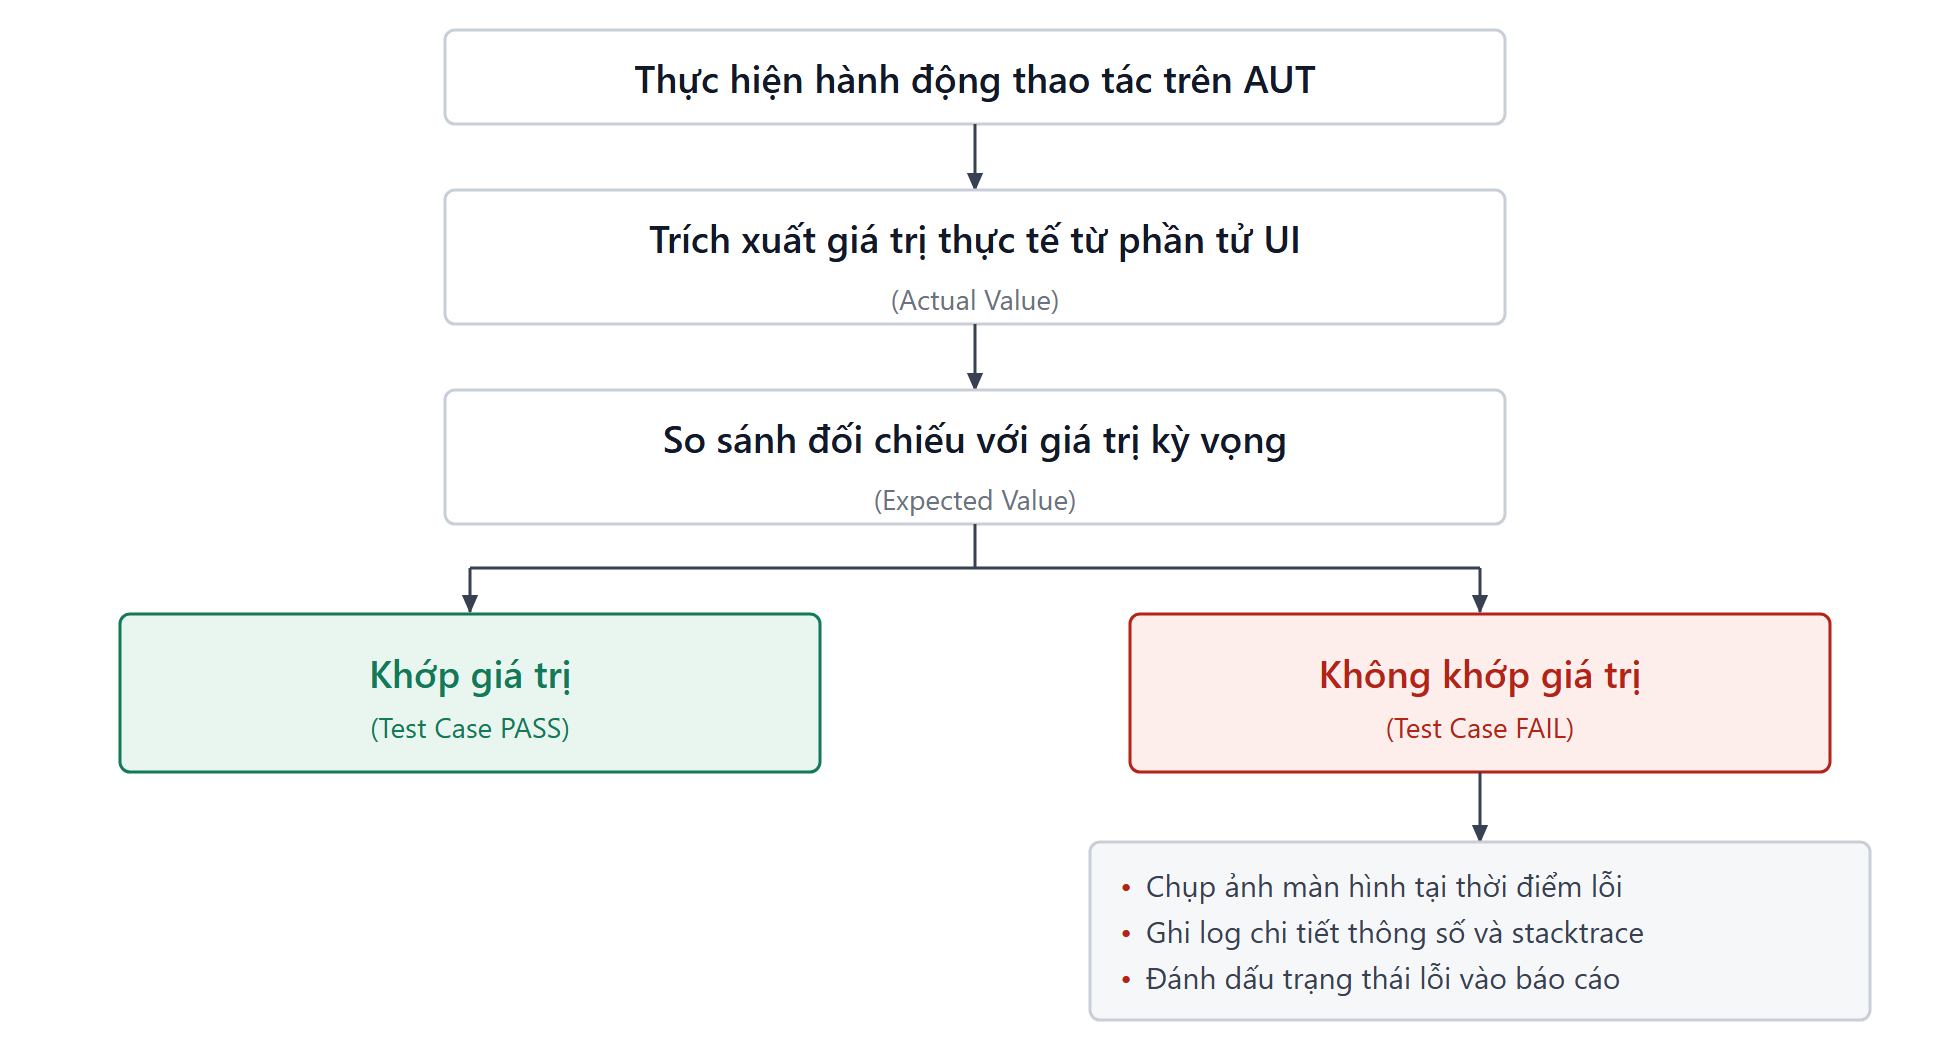 Thực hiện hành động thao tác trên AUT
Trích xuất giá trị thực tế từ phần tử UI
(Actual Value)
So sánh đối chiếu với giá trị kỳ vọng
(Expected Value)
Khớp giá trị
(Test Case PASS)
Không khớp giá trị
(Test Case FAIL)
• Chụp ảnh màn hình tại thời điểm lỗi
• Ghi log chi tiết thông số và stacktrace
• Đánh dấu trạng thái lỗi vào báo cáo